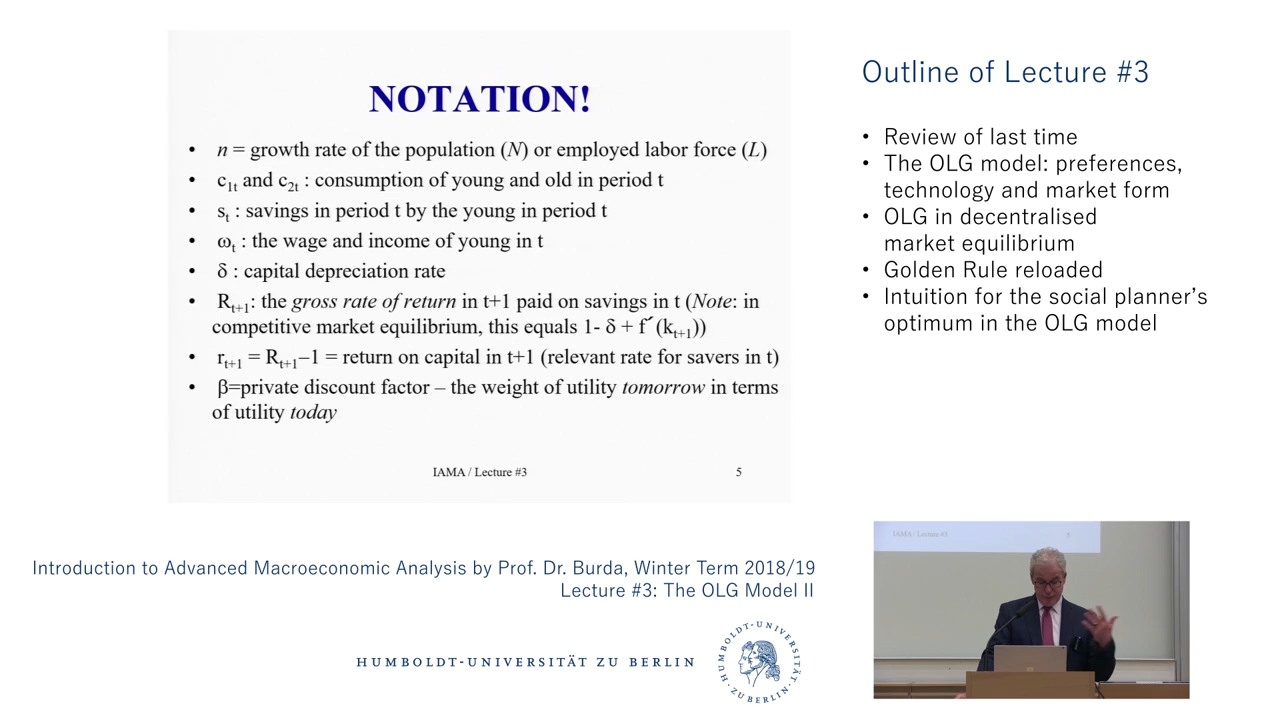 NOTATION!
• n = growth rate of the population (N) or employed labor force (L)
• c1t and c2t : consumption of young and old in period t
• st : savings in period t by the young in period t
• ωt : the wage and income of young in t
• δ : capital depreciation rate
• Rt+1: the gross rate of return in t+1 paid on savings in t (Note: in
competitive market equilibrium, this equals 1- δ + f´(kt+1))
• rt+1 = Rt+1–1 = return on capital in t+1 (relevant rate for savers in t)
• β=private discount factor – the weight of utility tomorrow in terms
of utility today
IAMA / Lecture #3
5
Outline of Lecture #3
• Review of last time
• The OLG model: preferences,
technology and market form
• OLG in decentralised
market equilibrium
• Golden Rule reloaded
• Intuition for the social planner's
optimum in the OLG model
IAMA / Lecture #3
5
Introduction to Advanced Macroeconomic Analysis by Prof. Dr. Burda, Winter Term 2018/19
Lecture #3: The OLG Model II
HUMBOLDT-UNIVERSITÄT ZU BERLIN
HUMBOLDT-UNIVERSITÄT ZU BERLIN